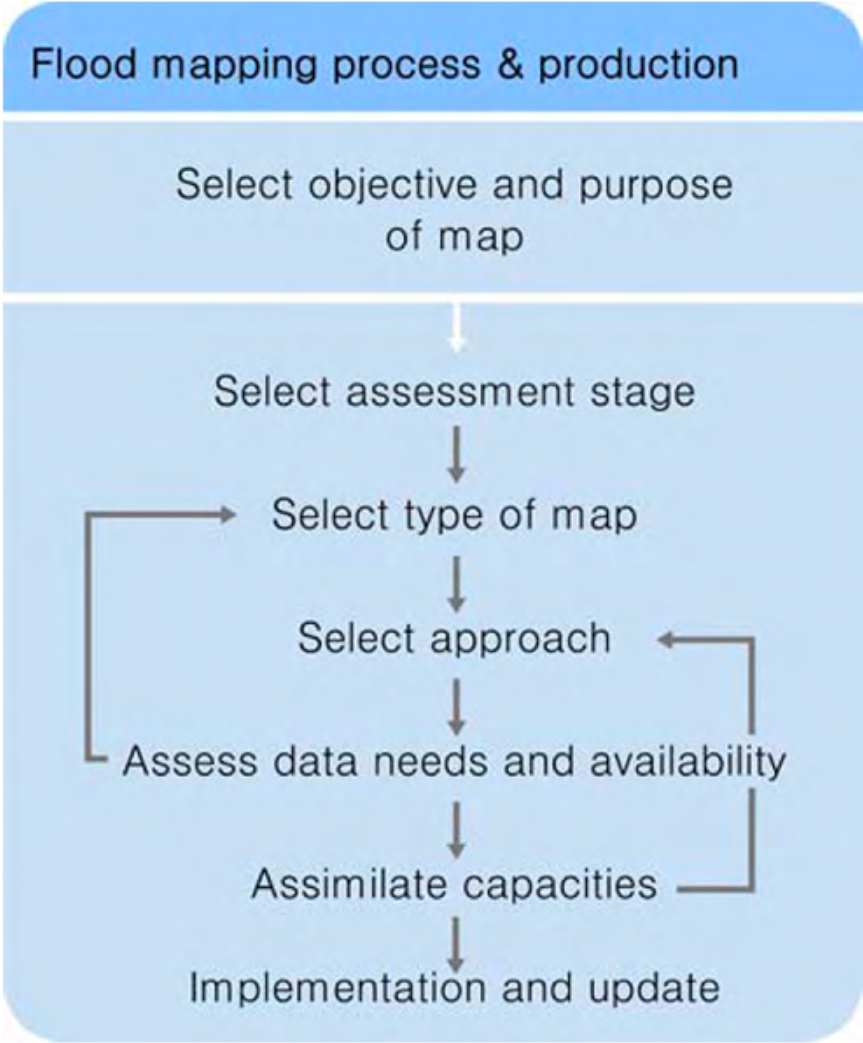 Flood mapping process & production
Select objective and purpose
of map
Select assessment stage
Select type of map
Select approach
Assess data needs and availability
Assimilate capacities
Implementation and update